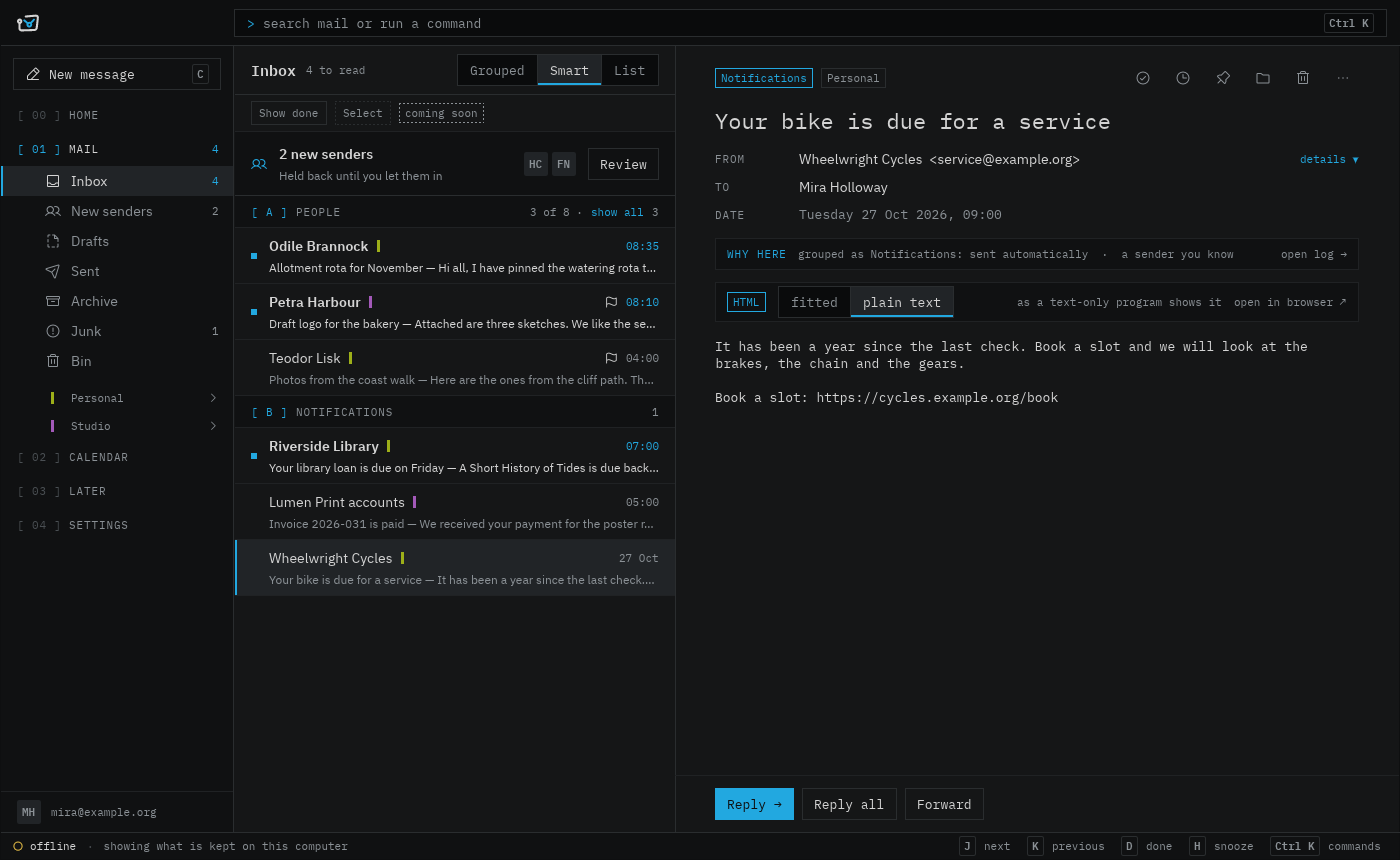 > search mail or run a command Ctrl K
New message C
[ 00 ] HOME
[ 01 ] MAIL 4
Inbox 4
New senders 2
Drafts
Sent
Archive
Junk 1
Bin
Personal
Studio
[ 02 ] CALENDAR
[ 03 ] LATER
[ 04 ] SETTINGS
MH mira@example.org
Inbox 4 to read Grouped Smart List
Show done Select coming soon
2 new senders
Held back until you let them in
HC FN Review
[ A ] PEOPLE 3 of 8 · show all 3
Odile Brannock 08:35
Allotment rota for November — Hi all, I have pinned the watering rota t…
Petra Harbour 08:10
Draft logo for the bakery — Attached are three sketches. We like the se…
Teodor Lisk 04:00
Photos from the coast walk — Here are the ones from the cliff path. Th…
[ B ] NOTIFICATIONS 1
Riverside Library 07:00
Your library loan is due on Friday — A Short History of Tides is due back…
Lumen Print accounts 05:00
Invoice 2026-031 is paid — We received your payment for the poster r…
Wheelwright Cycles 27 Oct
Your bike is due for a service — It has been a year since the last check.…
Notifications Personal
Your bike is due for a service
FROM Wheelwright Cycles <service@example.org> details ▾
TO Mira Holloway
DATE Tuesday 27 Oct 2026, 09:00
WHY HERE grouped as Notifications: sent automatically · a sender you know open log →
HTML fitted plain text as a text-only program shows it open in browser ↗
It has been a year since the last check. Book a slot and we will look at the
brakes, the chain and the gears.
Book a slot: https://cycles.example.org/book
Reply → Reply all Forward
offline · showing what is kept on this computer
J next K previous D done H snooze Ctrl K commands